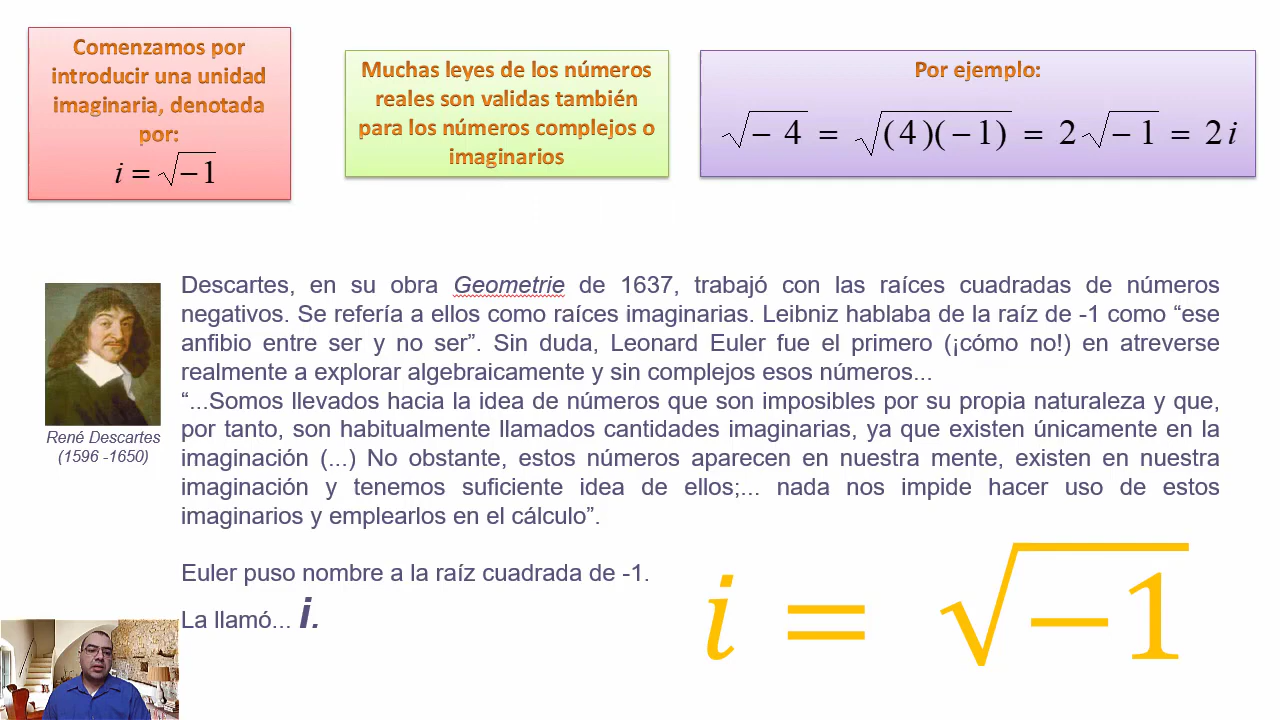 Comenzamos por
introducir una unidad
imaginaria, denotada
por:
i = √−1
Muchas leyes de los números
reales son validas también
para los números complejos o
imaginarios
Por ejemplo:
√−4 = √(4)(−1) = 2√−1 = 2i
Descartes, en su obra Geometrie de 1637, trabajó con las raíces cuadradas de números
negativos. Se refería a ellos como raíces imaginarias. Leibniz hablaba de la raíz de -1 como “ese
anfibio entre ser y no ser”. Sin duda, Leonard Euler fue el primero (¡cómo no!) en atreverse
realmente a explorar algebraicamente y sin complejos esos números...
“...Somos llevados hacia la idea de números que son imposibles por su propia naturaleza y que,
por tanto, son habitualmente llamados cantidades imaginarias, ya que existen únicamente en la
imaginación (...) No obstante, estos números aparecen en nuestra mente, existen en nuestra
imaginación y tenemos suficiente idea de ellos;... nada nos impide hacer uso de estos
imaginarios y emplearlos en el cálculo”.
René Descartes
(1596 -1650)
Euler puso nombre a la raíz cuadrada de -1.
La llamó... i.
i = √−1